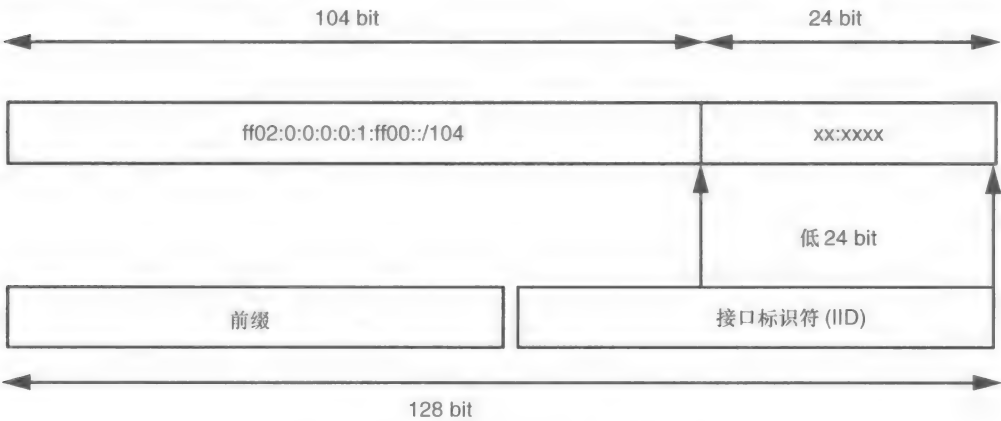 104 bit
24 bit
ff02:0:0:0:0:1:ff00::/104
xx:xxxx
低 24 bit
前缀
接口标识符 (IID)
128 bit